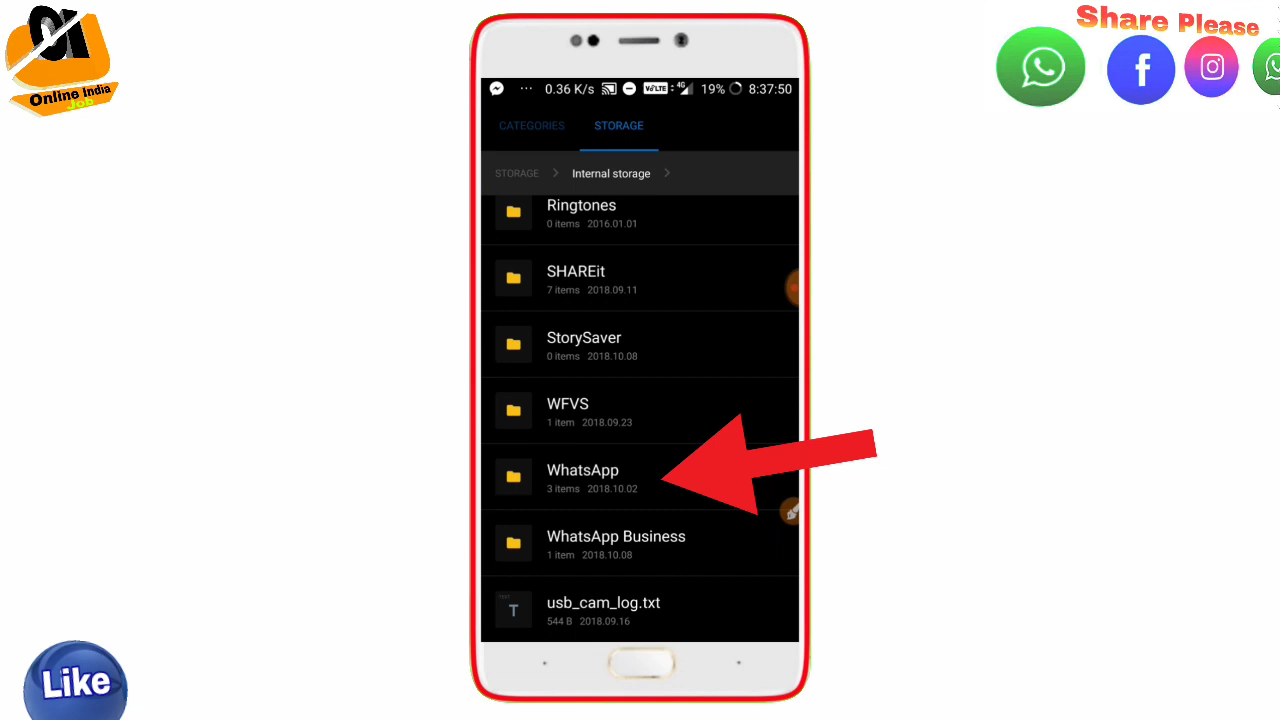 Online India
Job
Share Please
f
··· 0.36 K/s VoLTE 4G 19% 8:37:50
CATEGORIES STORAGE
STORAGE > Internal storage >
Ringtones
0 items 2016.01.01
SHAREit
7 items 2018.09.11
StorySaver
0 items 2018.10.08
WFVS
1 item 2018.09.23
WhatsApp
3 items 2018.10.02
WhatsApp Business
1 item 2018.10.08
T
usb_cam_log.txt
544 B 2018.09.16
Like